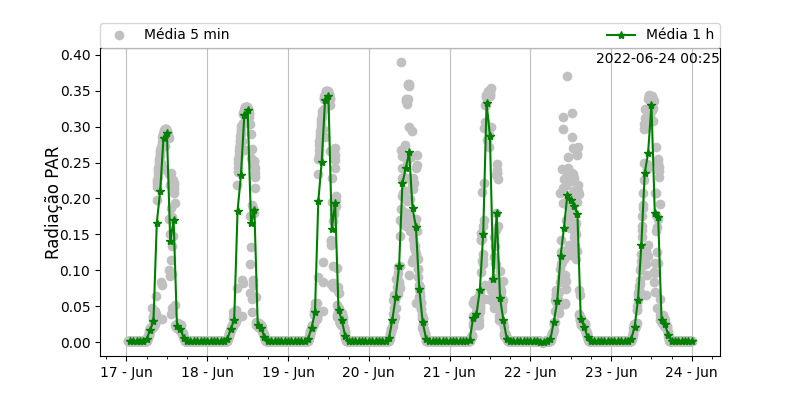 Média 5 min
Média 1 h
2022-06-24 00:25
Radiação PAR
0.40
0.35
0.30
0.25
0.20
0.15
0.10
0.05
0.00
17 - Jun
18 - Jun
19 - Jun
20 - Jun
21 - Jun
22 - Jun
23 - Jun
24 - Jun